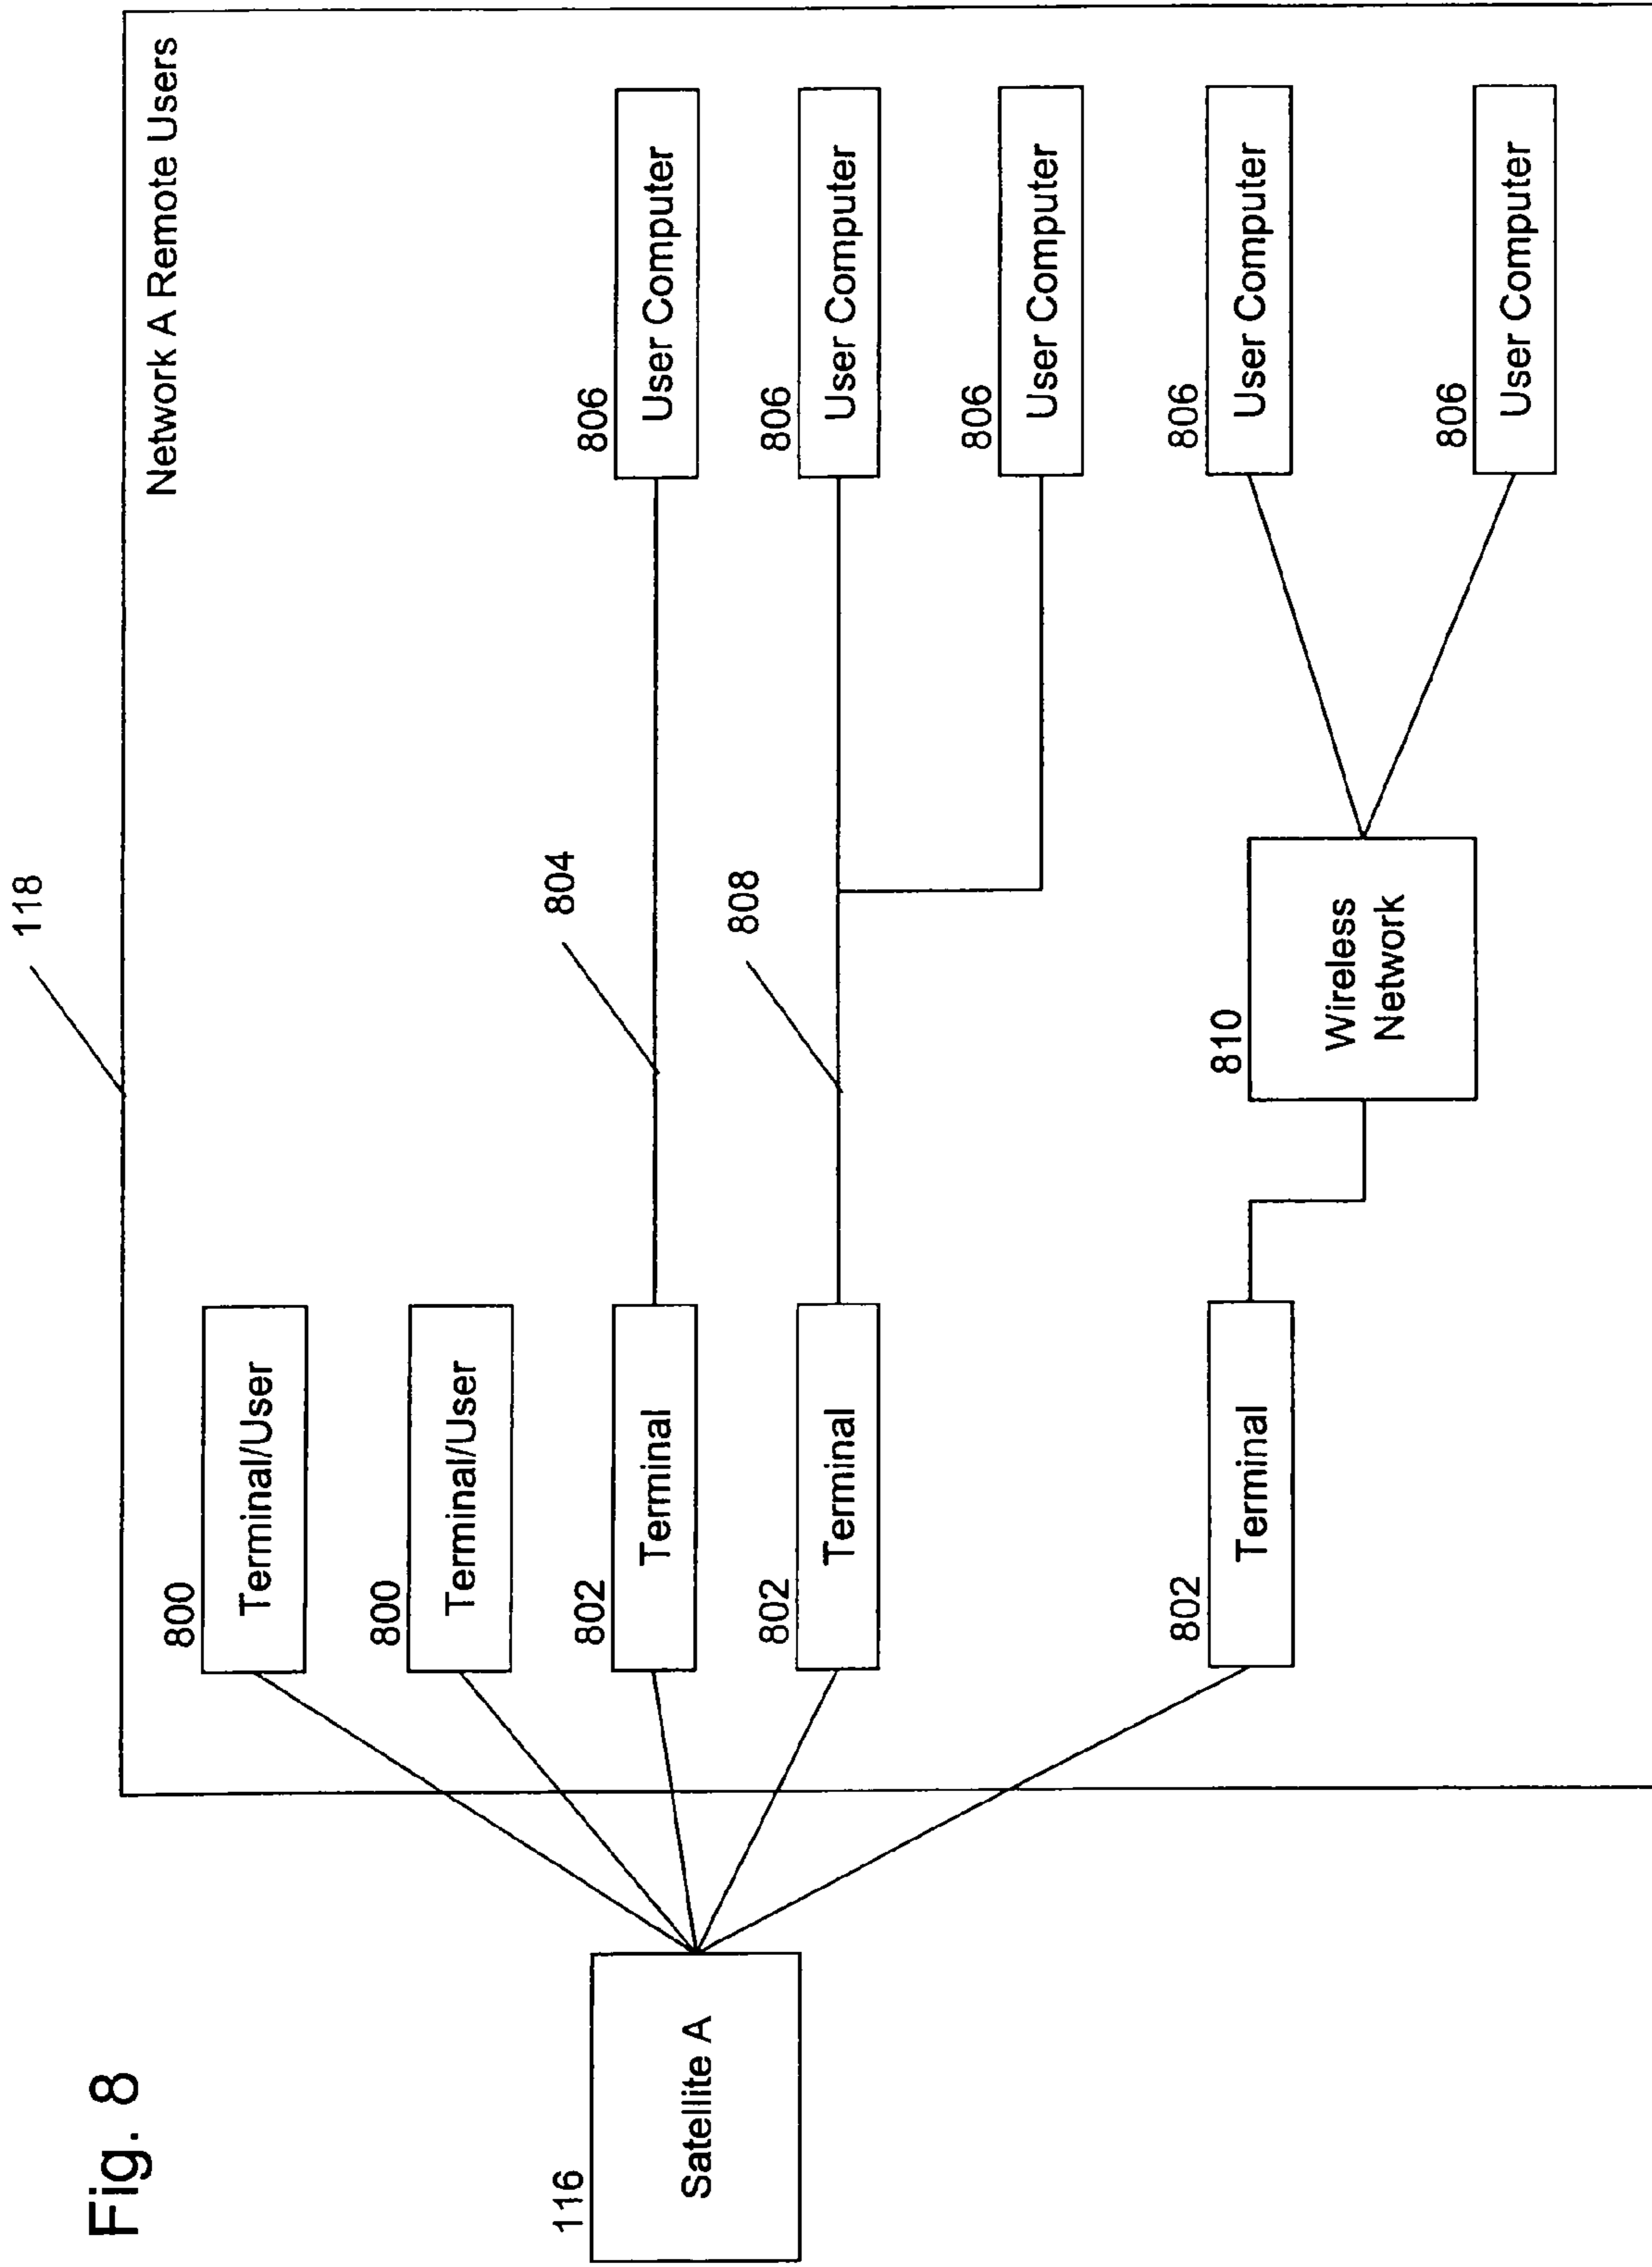 Fig. 8
118
Network A Remote Users
116
Satellite A
800
Terminal/User
800
Terminal/User
802
Terminal
804
806
User Computer
802
Terminal
808
806
User Computer
806
User Computer
802
Terminal
810
Wireless
Network
806
User Computer
806
User Computer